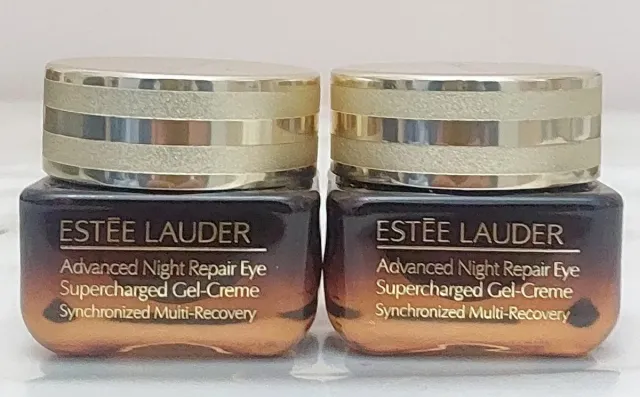 ESTĒE LAUDER
Advanced Night Repair Eye
Supercharged Gel-Creme
Synchronized Multi-Recovery
ESTĒE LAUDER
Advanced Night Repair Eye
Supercharged Gel-Creme
Synchronized Multi-Recovery